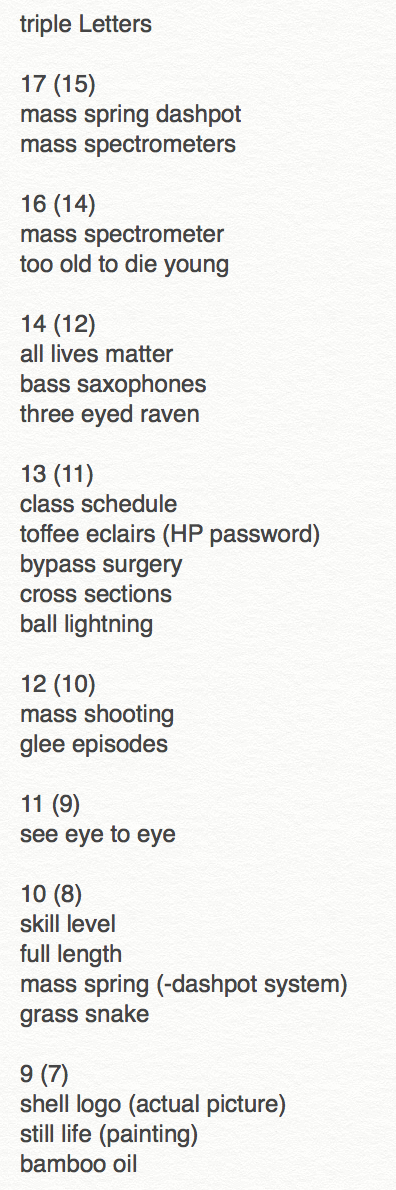 triple Letters
17 (15)
mass spring dashpot
mass spectrometers
16 (14)
mass spectrometer
too old to die young
14 (12)
all lives matter
bass saxophones
three eyed raven
13 (11)
class schedule
toffee eclairs (HP password)
bypass surgery
cross sections
ball lightning
12 (10)
mass shooting
glee episodes
11 (9)
see eye to eye
10 (8)
skill level
full length
mass spring (-dashpot system)
grass snake
9 (7)
shell logo (actual picture)
still life (painting)
bamboo oil